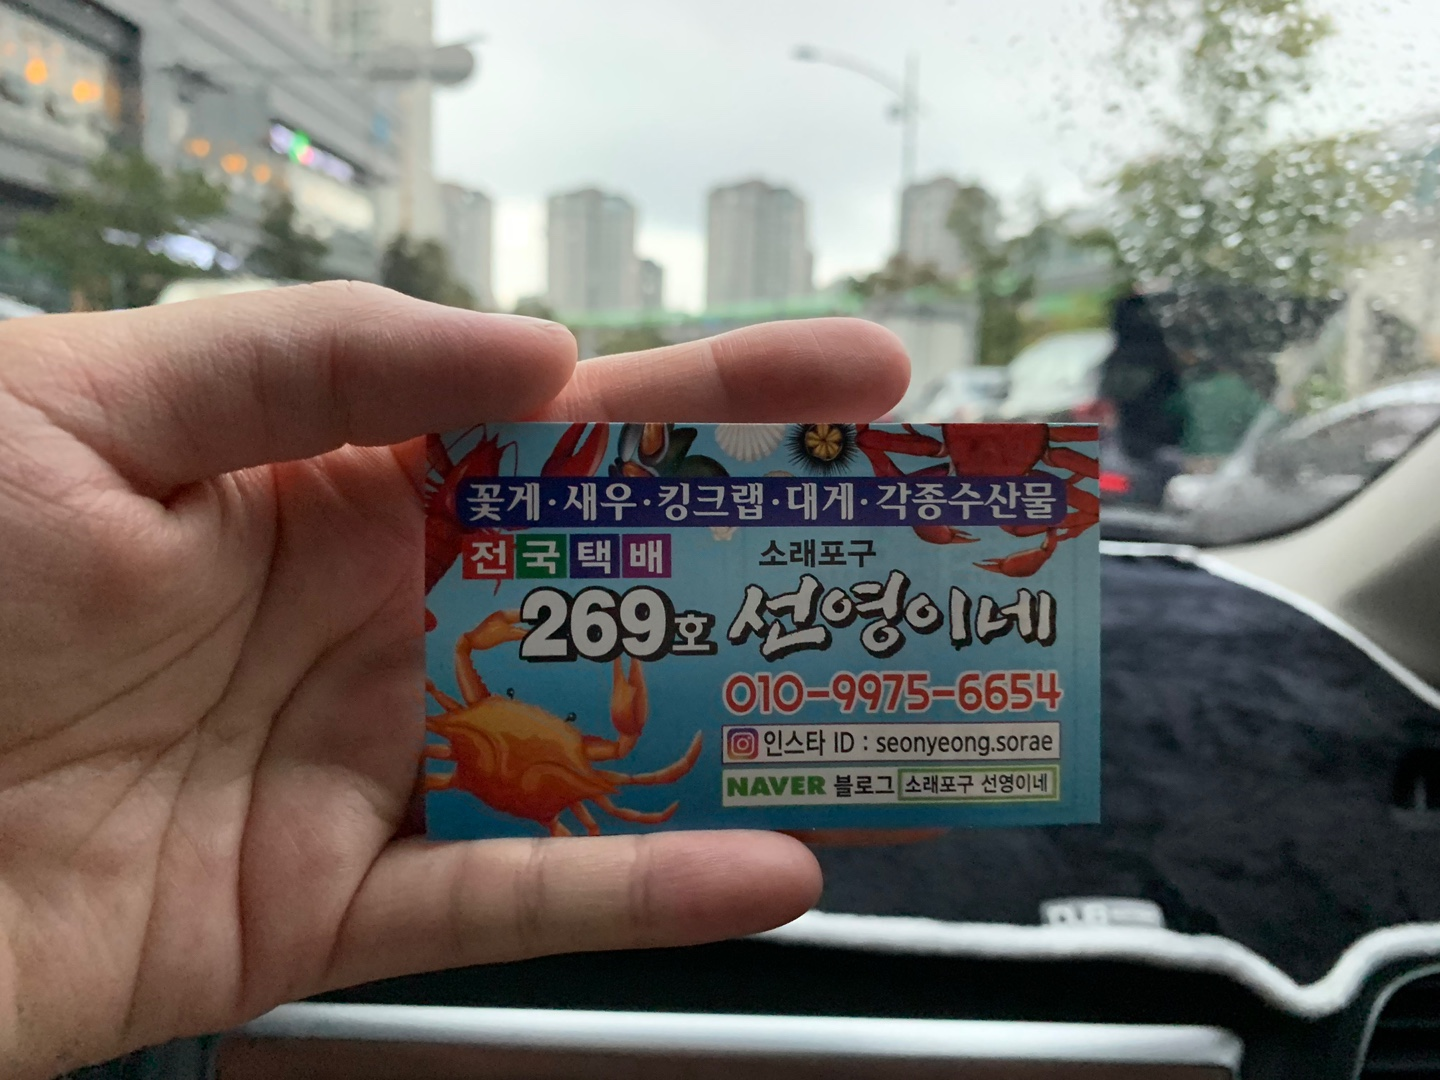 꽃게·새우·킹크랩·대게·각종수산물
전국택배
소래포구
269호 선영이네
010-9975-6654
인스타 ID : seonyeong.sorae
NAVER 블로그 소래포구 선영이네